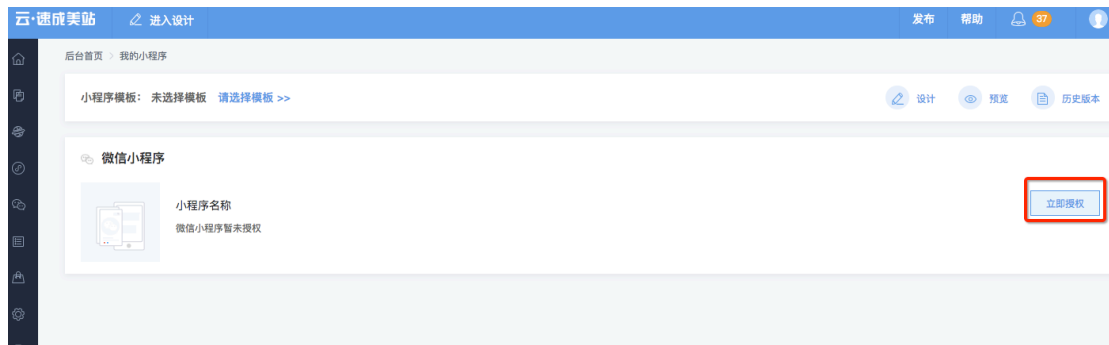 云·速成美站 进入设计 发布 帮助 37
后台首页 > 我的小程序
小程序模板： 未选择模板 请选择模板 >> 设计 预览 历史版本
微信小程序
小程序名称
微信小程序暂未授权
立即授权